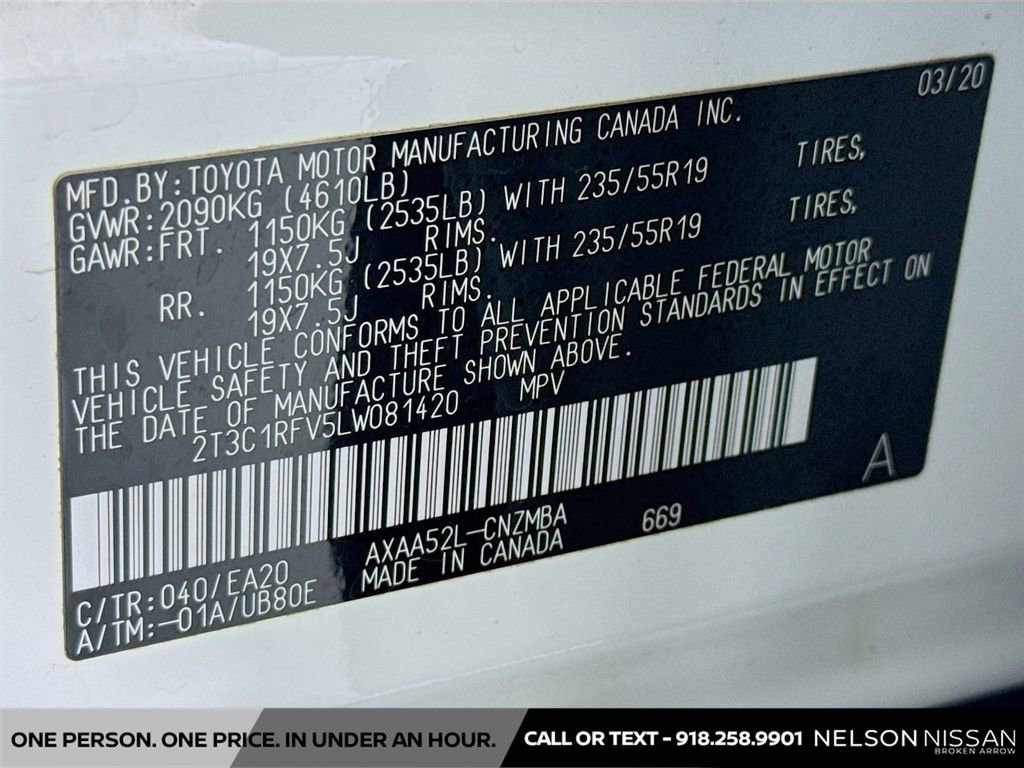 03/20
MFD.BY:TOYOTA MOTOR MANUFACTURING CANADA INC.
GVWR:2090KG (4610LB)
GAWR:FRT. 1150KG (2535LB) WITH 235/55R19 TIRES,
19X7.5J RIMS.
RR. 1150KG (2535LB) WITH 235/55R19 TIRES,
19X7.5J RIMS.
THIS VEHICLE CONFORMS TO ALL APPLICABLE FEDERAL MOTOR
VEHICLE SAFETY AND THEFT PREVENTION STANDARDS IN EFFECT ON
THE DATE OF MANUFACTURE SHOWN ABOVE.
2T3C1RFV5LW081420 MPV
A
AXAA52L-CNZMBA 669
C/TR:040/EA20 MADE IN CANADA
A/TM:-01A/UB80E
ONE PERSON. ONE PRICE. IN UNDER AN HOUR.
CALL OR TEXT - 918.258.9901
NELSON NISSAN
BROKEN ARROW